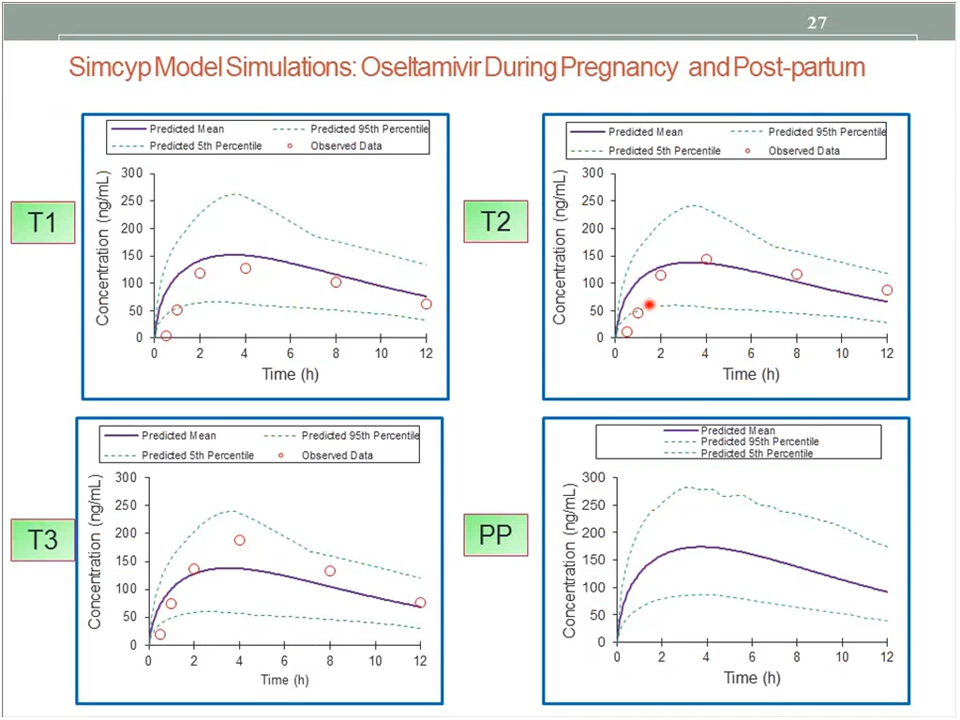 27
Simcyp Model Simulations: Oseltamivir During Pregnancy and Post-partum
T1
Predicted Mean
Predicted 95th Percentile
Predicted 5th Percentile
Observed Data
Concentration (ng/mL)
300
250
200
150
100
50
0
0 2 4 6 8 10 12
Time (h)
T2
Predicted Mean
Predicted 95th Percentile
Predicted 5th Percentile
Observed Data
Concentration (ng/mL)
300
250
200
150
100
50
0
0 2 4 6 8 10 12
Time (h)
T3
Predicted Mean
Predicted 95th Percentile
Predicted 5th Percentile
Observed Data
Concentration (ng/mL)
300
250
200
150
100
50
0
0 2 4 6 8 10 12
Time (h)
PP
Predicted Mean
Predicted 95th Percentile
Predicted 5th Percentile
Concentration (ng/mL)
300
250
200
150
100
50
0
0 2 4 6 8 10 12
Time (h)